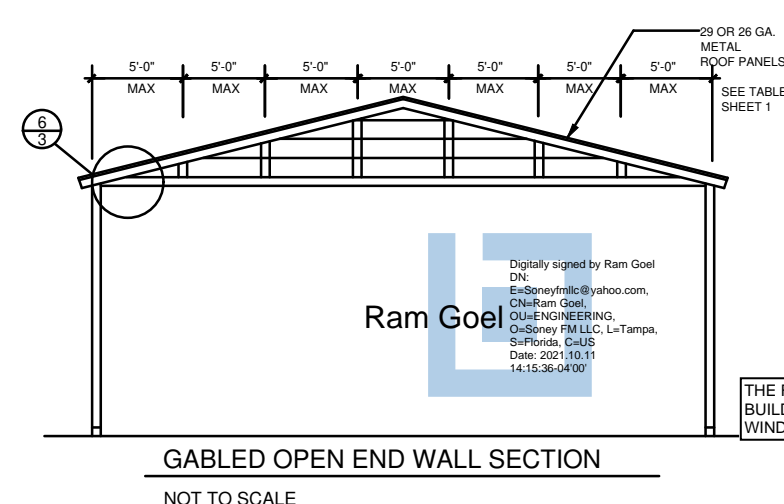 29 OR 26 GA.
METAL
ROOF PANELS
SEE TABLE
SHEET 1
5'-0" 5'-0" 5'-0" 5'-0" 5'-0" 5'-0" 5'-0"
MAX MAX MAX MAX MAX MAX MAX
6
3
Ram Goel
Digitally signed by Ram Goel
DN:
E=Soneyfmllc@yahoo.com,
CN=Ram Goel,
OU=ENGINEERING,
O=Soney FM LLC, L=Tampa,
S=Florida, C=US
Date: 2021.10.11
14:15:36-04'00'
THE
BUILD
WIND
GABLED OPEN END WALL SECTION
NOT TO SCALE